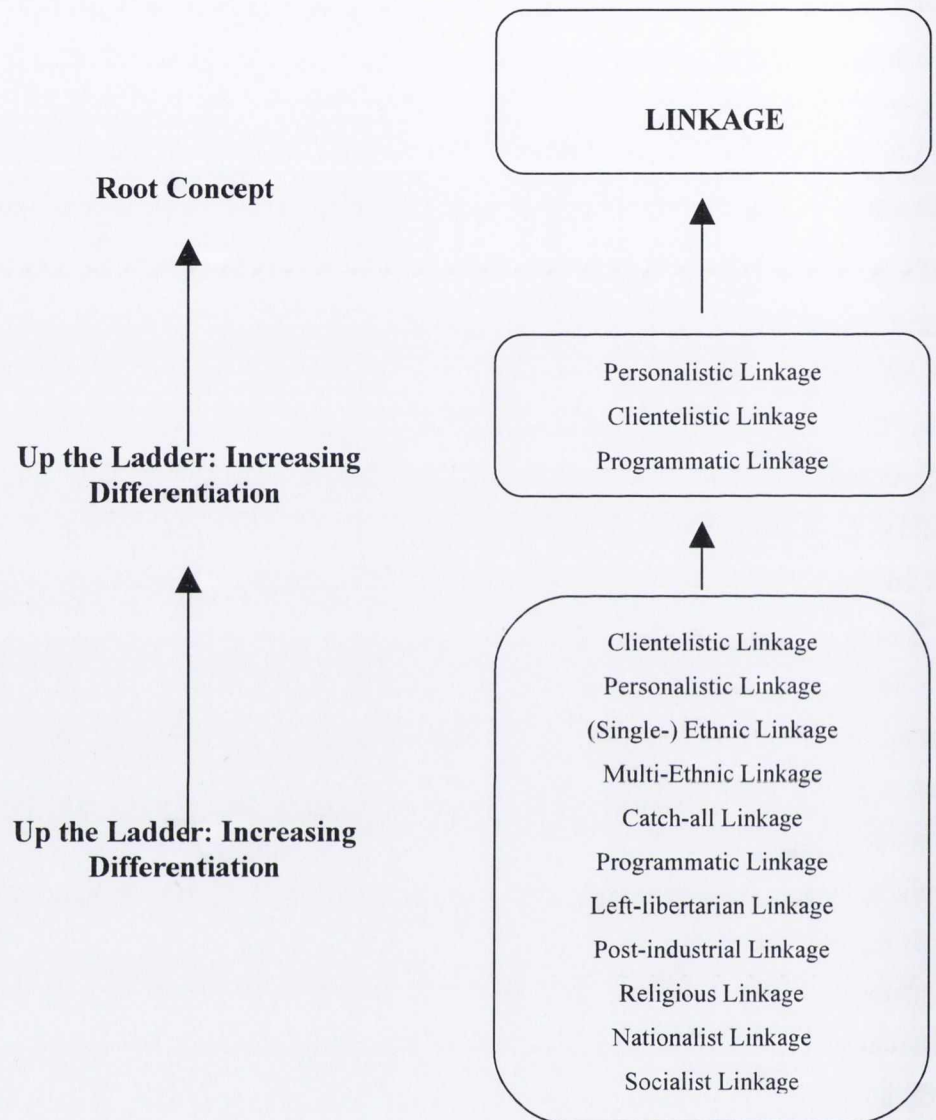 LINKAGE
Root Concept
Personalistic Linkage
Clientelistic Linkage
Programmatic Linkage
Up the Ladder: Increasing
Differentiation
Clientelistic Linkage
Personalistic Linkage
(Single-) Ethnic Linkage
Multi-Ethnic Linkage
Catch-all Linkage
Programmatic Linkage
Left-libertarian Linkage
Post-industrial Linkage
Religious Linkage
Nationalist Linkage
Socialist Linkage
Up the Ladder: Increasing
Differentiation